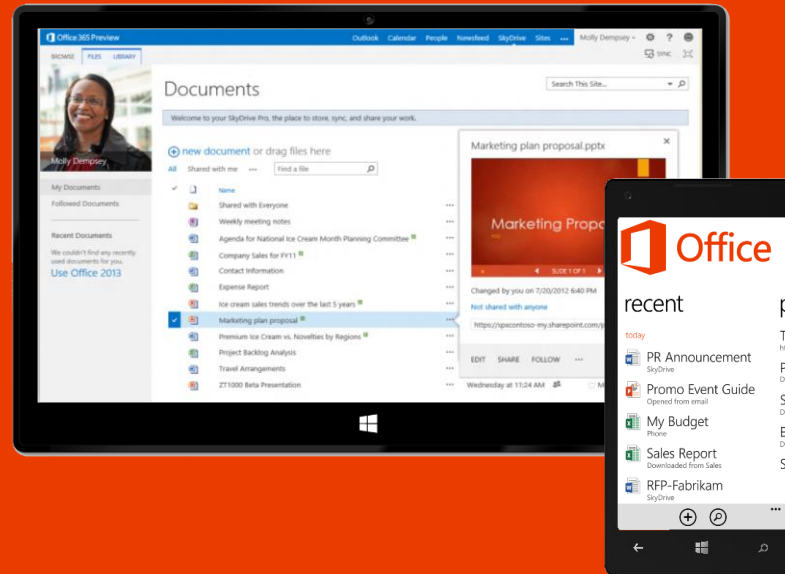 Office 365 Preview
Outlook Calendar People Newsfeed SkyDrive Sites ••• Molly Dempsey ?
BROWSE FILES LIBRARY
SYNC
Documents
Search This Site...
Welcome to your SkyDrive Pro, the place to store, sync, and share your work.
Molly Dempsey
My Documents
Followed Documents
Recent Documents
We couldn't find any recently
used documents for you.
Use Office 2013
new document or drag files here
All Shared with me ••• Find a file
Name
Shared with Everyone •••
Weekly meeting notes •••
Agenda for National Ice Cream Month Planning Committee •••
Company Sales for FY11 •••
Contact Information •••
Expense Report •••
Ice cream sales trends over the last 5 years •••
Marketing plan proposal •••
Premium Ice Cream vs. Novelties by Regions •••
Project Backlog Analysis •••
Travel Arrangements •••
ZT1000 Beta Presentation ••• Wednesday at 11:24 AM M
Marketing plan proposal.pptx
Marketing Propo
SLIDE 1 OF 1
Changed by you on 7/20/2012 6:40 PM
Not shared with anyone
https://spxcontoso-my.sharepoint.com/p
EDIT SHARE FOLLOW •••
Office
recent
today
PR Announcement
SkyDrive
Promo Event Guide
Opened from email
My Budget
Phone
Sales Report
Downloaded from Sales
RFP-Fabrikam
SkyDrive
•••